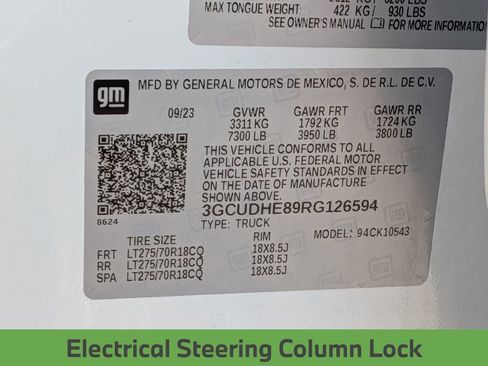 MAX TONGUE WEIGHT:
422 KG / 930 LBS
SEE OWNER'S MANUAL FOR MORE INFORMATION
gm
MFD BY GENERAL MOTORS DE MEXICO, S. DE R.L. DE C.V.
09/23 GVWR GAWR FRT GAWR RR
3311 KG 1792 KG 1724 KG
7300 LB 3950 LB 3800 LB
THIS VEHICLE CONFORMS TO ALL
APPLICABLE U.S. FEDERAL MOTOR
VEHICLE SAFETY STANDARDS IN EFFECT
ON THE DATE OF MANUFACTURE
SHOWN ABOVE.
8624
3GCUDHE89RG126594
TYPE: TRUCK
TIRE SIZE RIM MODEL: 94CK10543
FRT LT275/70R18CQ 18X8.5J
RR LT275/70R18CQ 18X8.5J
SPA LT275/70R18CQ 18X8.5J
Electrical Steering Column Lock